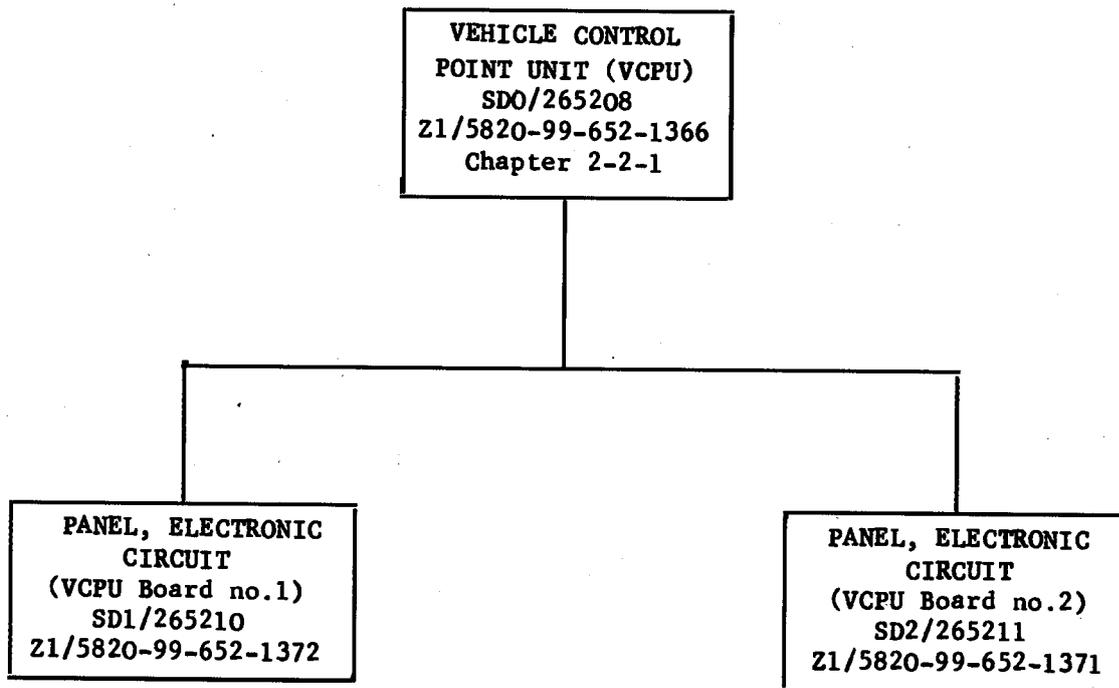 VEHICLE CONTROL
POINT UNIT (VCPU)
SD0/265208
Z1/5820-99-652-1366
Chapter 2-2-1
PANEL, ELECTRONIC
CIRCUIT
(VCPU Board no.1)
SD1/265210
Z1/5820-99-652-1372
PANEL, ELECTRONIC
CIRCUIT
(VCPU Board no.2)
SD2/265211
Z1/5820-99-652-1371